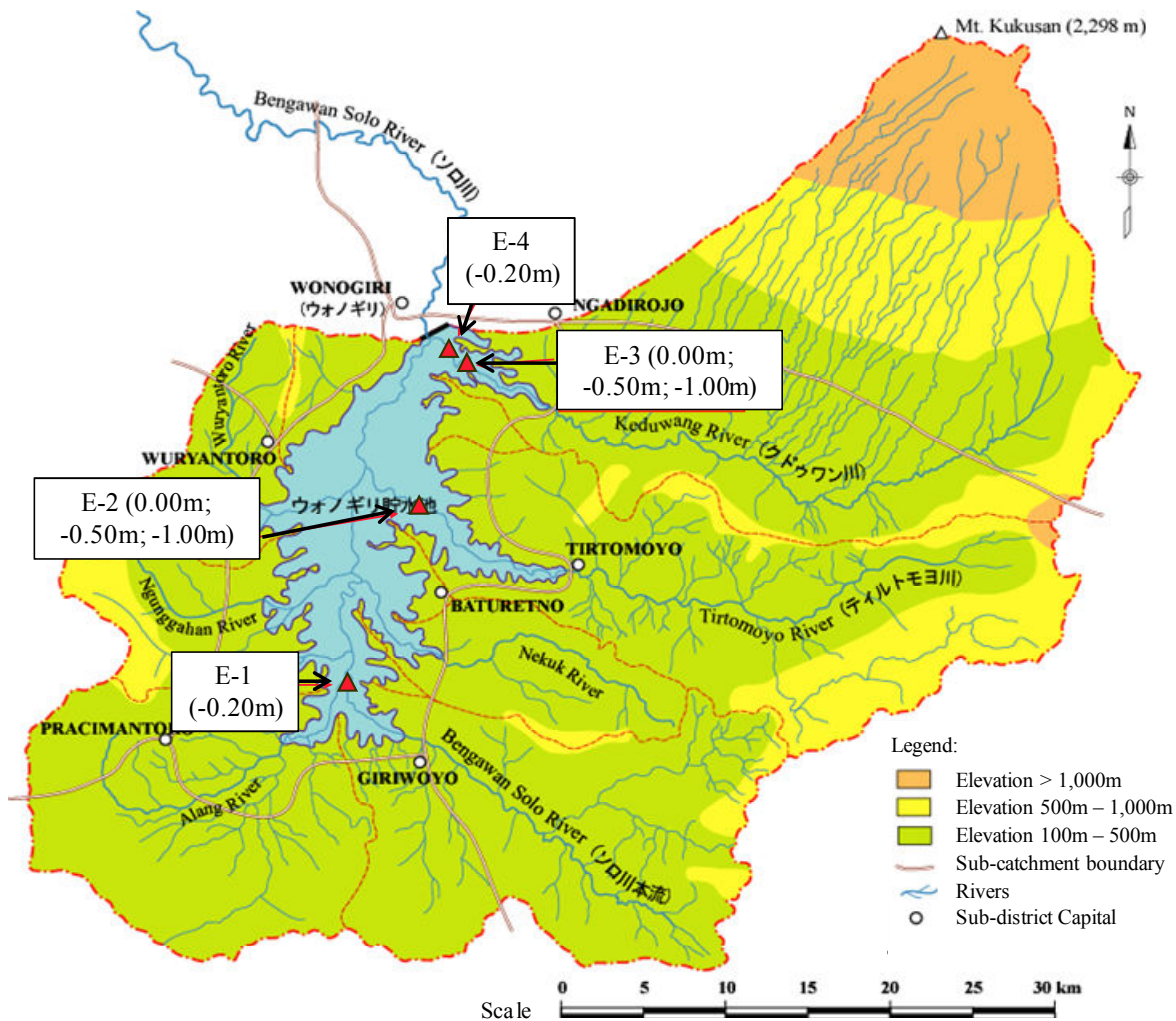 Mt. Kukusan (2,298 m)
N
Bengawan Solo River (ソロ川)
E-4
(-0.20m)
WONOGIRI
(ウォノギリ)
NGADIROJO
E-3 (0.00m;
-0.50m; -1.00m)
Wuryantoro River
Keduwang River (クドゥワン川)
WURYANTORO
E-2 (0.00m;
-0.50m; -1.00m)
ウォノギリ貯水池
TIRTOMOYO
Tirtomoyo River (ティルトモヨ川)
BATURETNO
Ngunggahan River
Nekuk River
E-1
(-0.20m)
PRACIMANTORO
GIRIWOYO
Alang River
Bengawan Solo River (ソロ川本流)
Legend:
Elevation > 1,000m
Elevation 500m – 1,000m
Elevation 100m – 500m
Sub-catchment boundary
Rivers
Sub-district Capital
0 5 10 15 20 25 30 km
Scale